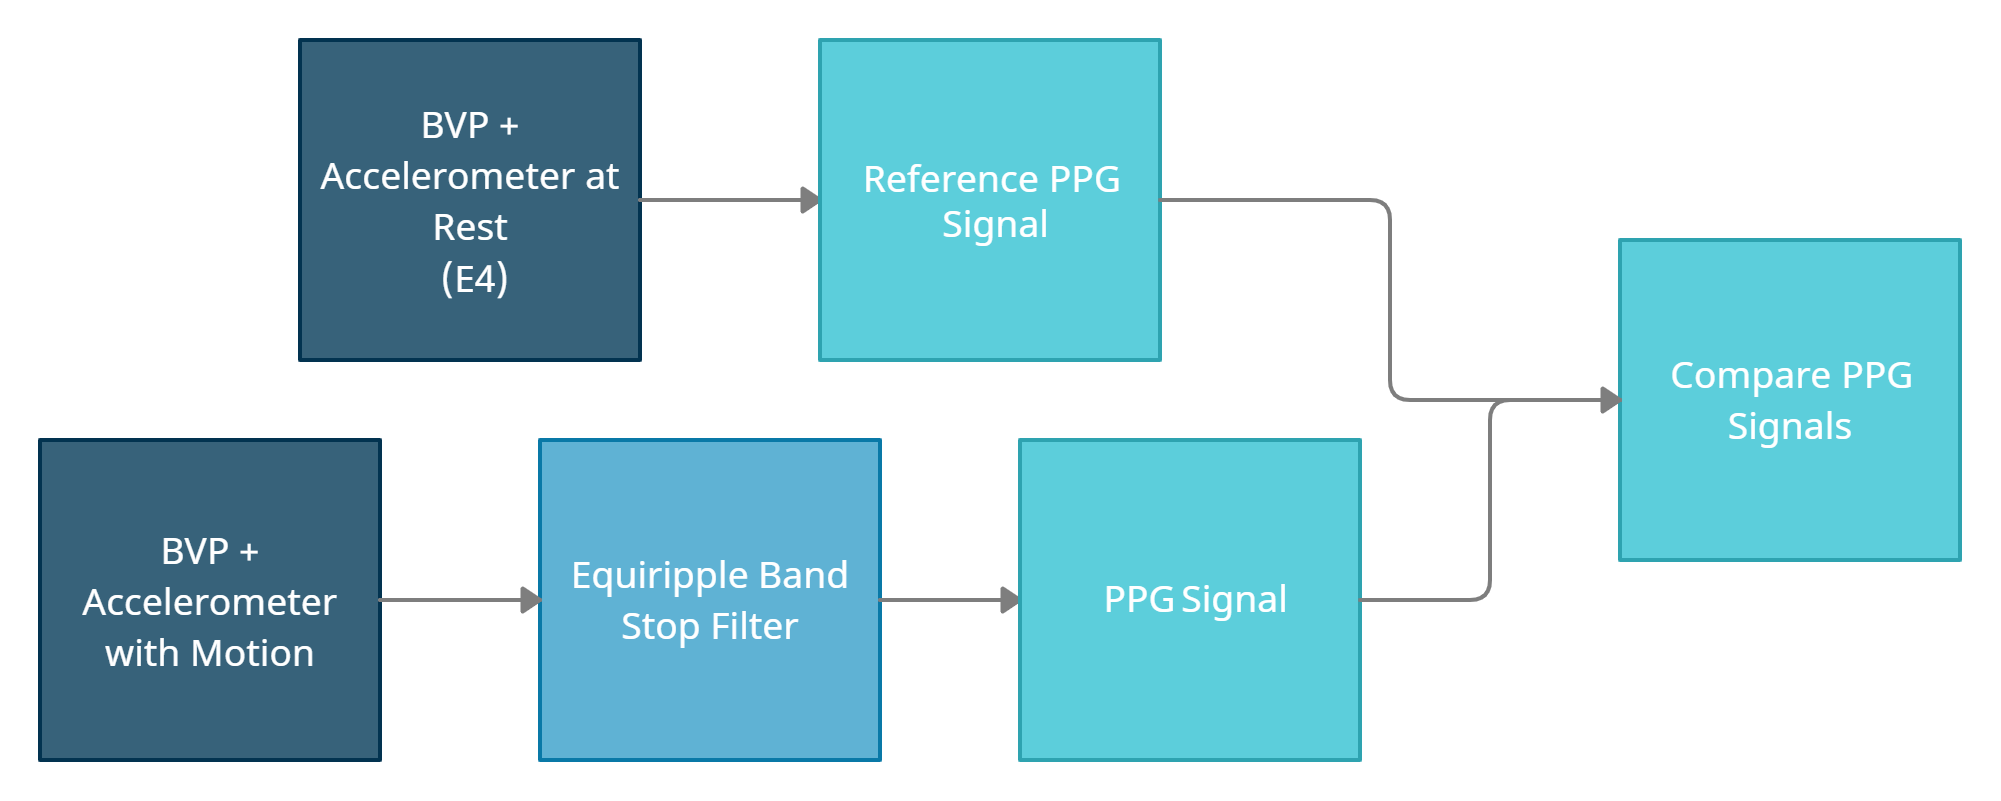 BVP +
Accelerometer at
Rest
(E4)
Reference PPG
Signal
Compare PPG
Signals
BVP +
Accelerometer
with Motion
Equiripple Band
Stop Filter
PPG Signal